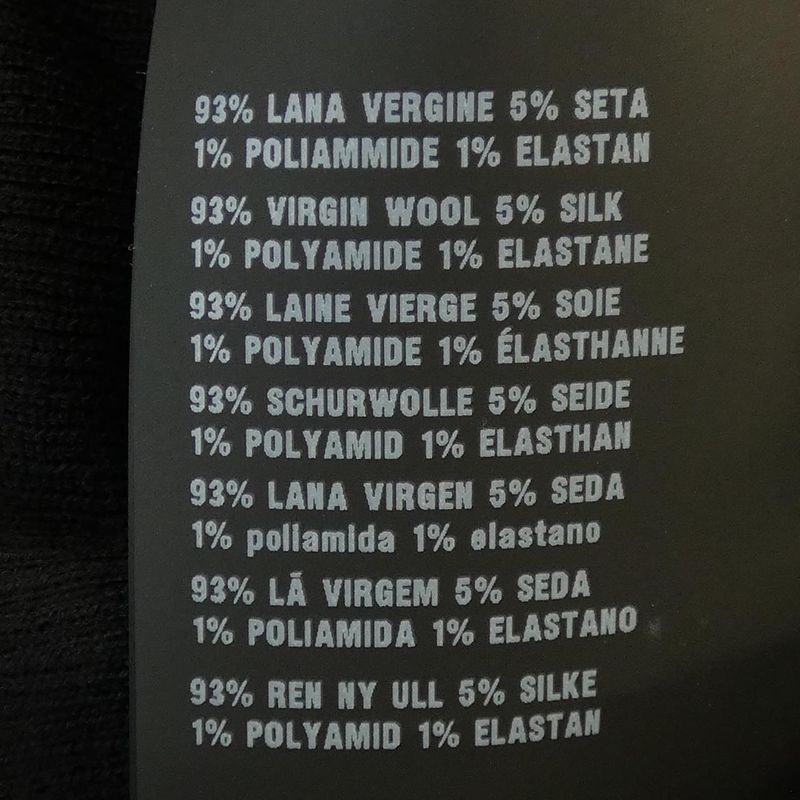 93% LANA VERGINE 5% SETA
1% POLIAMMIDE 1% ELASTAN
93% VIRGIN WOOL 5% SILK
1% POLYAMIDE 1% ELASTANE
93% LAINE VIERGE 5% SOIE
1% POLYAMIDE 1% ÉLASTHANNE
93% SCHURWOLLE 5% SEIDE
1% POLYAMID 1% ELASTHAN
93% LANA VIRGEN 5% SEDA
1% poliamida 1% elastano
93% LÃ VIRGEM 5% SEDA
1% POLIAMIDA 1% ELASTANO
93% REN NY ULL 5% SILKE
1% POLYAMID 1% ELASTAN